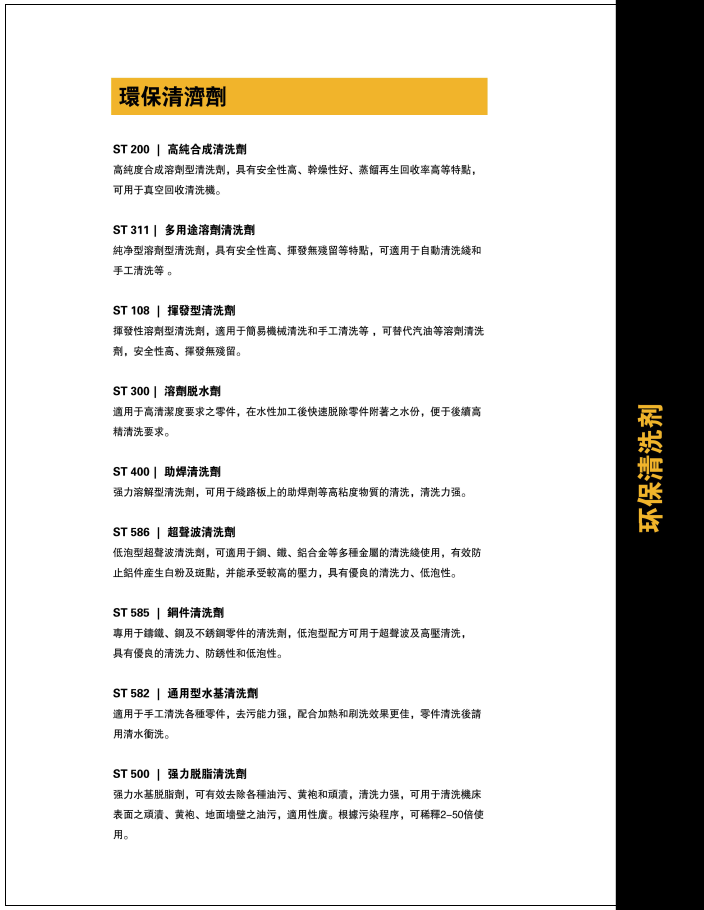 環保清濟劑
ST 200 | 高純合成清洗劑
高純度合成溶劑型清洗劑，具有安全性高、幹燥性好、蒸餾再生回收率高等特點，
可用于真空回收清洗機。
ST 311 | 多用途溶劑清洗劑
純净型溶劑型清洗劑，具有安全性高、揮發無殘留等特點，可適用于自動清洗綫和
手工清洗等 。
ST 108 | 揮發型清洗劑
揮發性溶劑型清洗劑，適用于簡易機械清洗和手工清洗等 ，可替代汽油等溶劑清洗
劑，安全性高、揮發無殘留。
ST 300 | 溶劑脱水劑
適用于高清潔度要求之零件，在水性加工後快速脱除零件附著之水份，便于後續高
精清洗要求。
ST 400 | 助焊清洗劑
强力溶解型清洗劑，可用于綫路板上的助焊劑等高粘度物質的清洗，清洗力强。
ST 586 | 超聲波清洗劑
低泡型超聲波清洗劑，可適用于鋼、鐵、鋁合金等多種金屬的清洗綫使用，有效防
止鋁件産生白粉及斑點，并能承受較高的壓力，具有優良的清洗力、低泡性。
ST 585 | 鋼件清洗劑
專用于鑄鐵、鋼及不銹鋼零件的清洗劑，低泡型配方可用于超聲波及高壓清洗，
具有優良的清洗力、防銹性和低泡性。
ST 582 | 通用型水基清洗劑
適用于手工清洗各種零件，去污能力强，配合加熱和刷洗效果更佳，零件清洗後請
用清水衝洗。
ST 500 | 强力脱脂清洗劑
强力水基脱脂劑，可有效去除各種油污、黄袍和頑漬，清洗力强，可用于清洗機床
表面之頑漬、黄袍、地面墻壁之油污，適用性廣。根據污染程序，可稀釋2–50倍使
用。
环保清洗剂